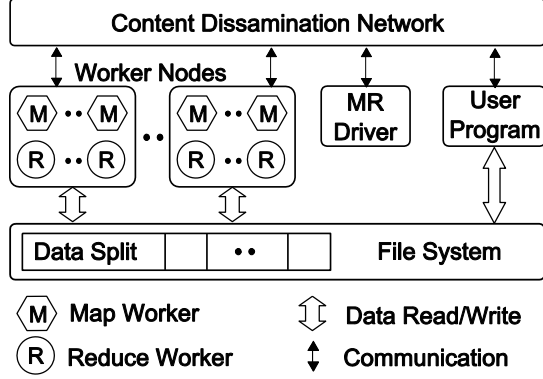 Content Dissamination Network
Worker Nodes
M ·· M ·· M ·· M
R ·· R R ·· R
MR
Driver
User
Program
Data Split ·· File System
M Map Worker Data Read/Write
R Reduce Worker Communication